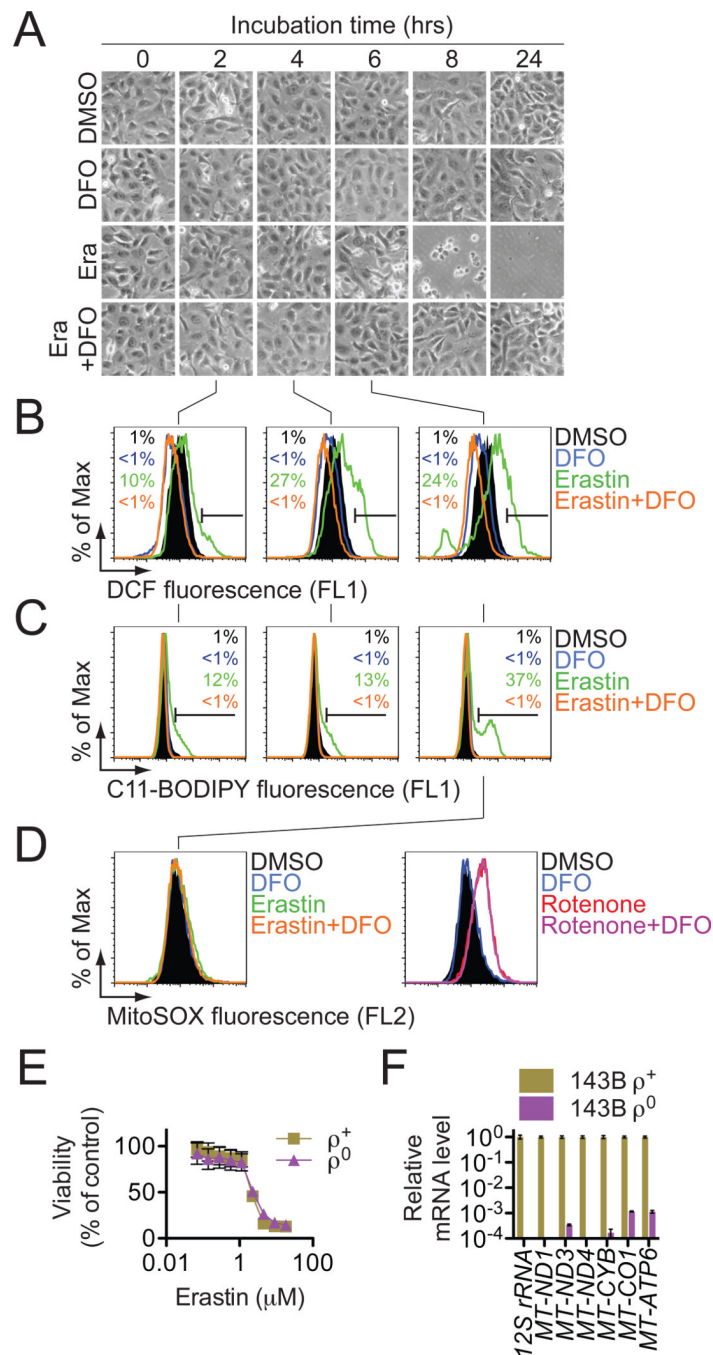 A
Incubation time (hrs)
0 2 4 6 8 24
DMSO
DFO
Era
Era
+DFO
B
% of Max
1%
<1%
10%
<1%
1%
<1%
27%
<1%
1%
<1%
24%
<1%
DMSO
DFO
Erastin
Erastin+DFO
DCF fluorescence (FL1)
C
% of Max
1%
<1%
12%
<1%
1%
<1%
13%
<1%
1%
<1%
37%
<1%
DMSO
DFO
Erastin
Erastin+DFO
C11-BODIPY fluorescence (FL1)
D
% of Max
DMSO
DFO
Erastin
Erastin+DFO
DMSO
DFO
Rotenone
Rotenone+DFO
MitoSOX fluorescence (FL2)
E
Viability
(% of control)
100
50
0
0.01 1 100
Erastin (μM)
ρ⁺
ρ⁰
F
143B ρ⁺
143B ρ⁰
Relative
mRNA level
10⁰
10⁻¹
10⁻²
10⁻³
10⁻⁴
12S rRNA
MT-ND1
MT-ND3
MT-ND4
MT-CYB
MT-CO1
MT-ATP6